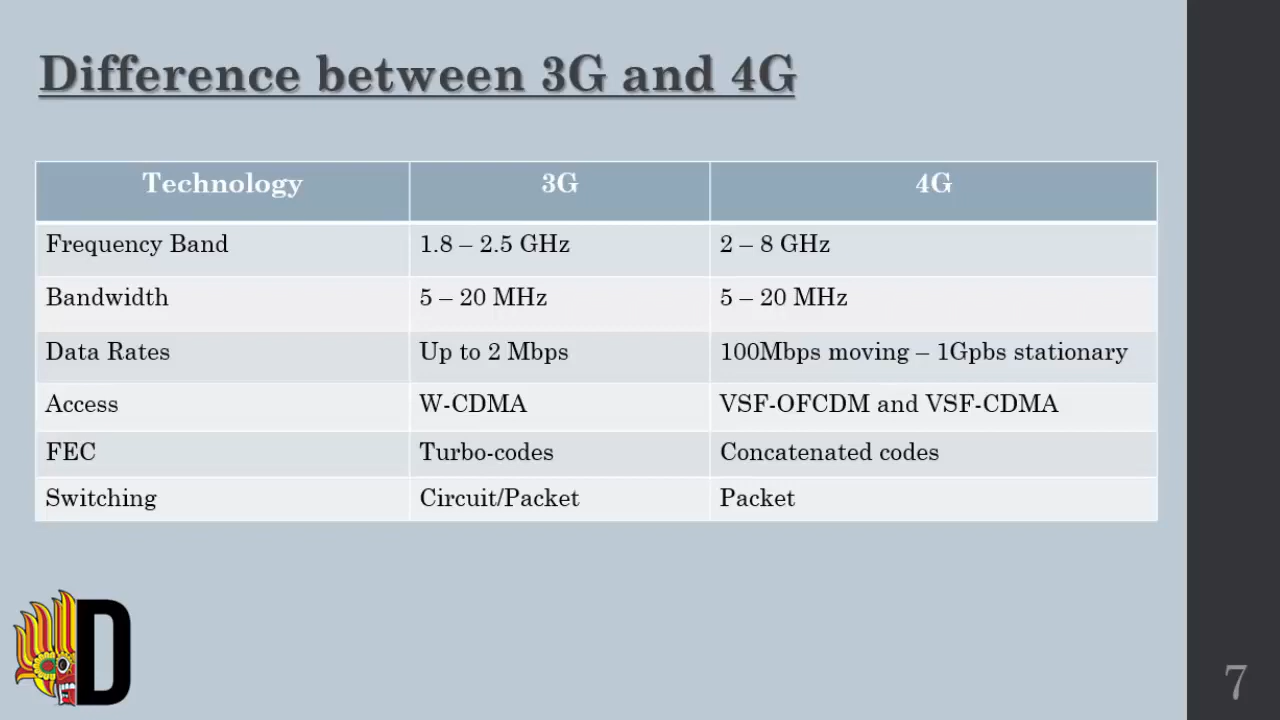 Difference between 3G and 4G
Technology 3G 4G
Frequency Band 1.8 – 2.5 GHz 2 – 8 GHz
Bandwidth 5 – 20 MHz 5 – 20 MHz
Data Rates Up to 2 Mbps 100Mbps moving – 1Gpbs stationary
Access W-CDMA VSF-OFCDM and VSF-CDMA
FEC Turbo-codes Concatenated codes
Switching Circuit/Packet Packet
D
7